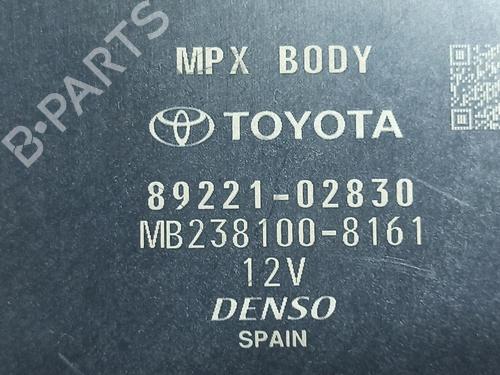 MPX BODY
TOYOTA
89221-02830
MB238100-8161
12V
DENSO
SPAIN
B-PARTS